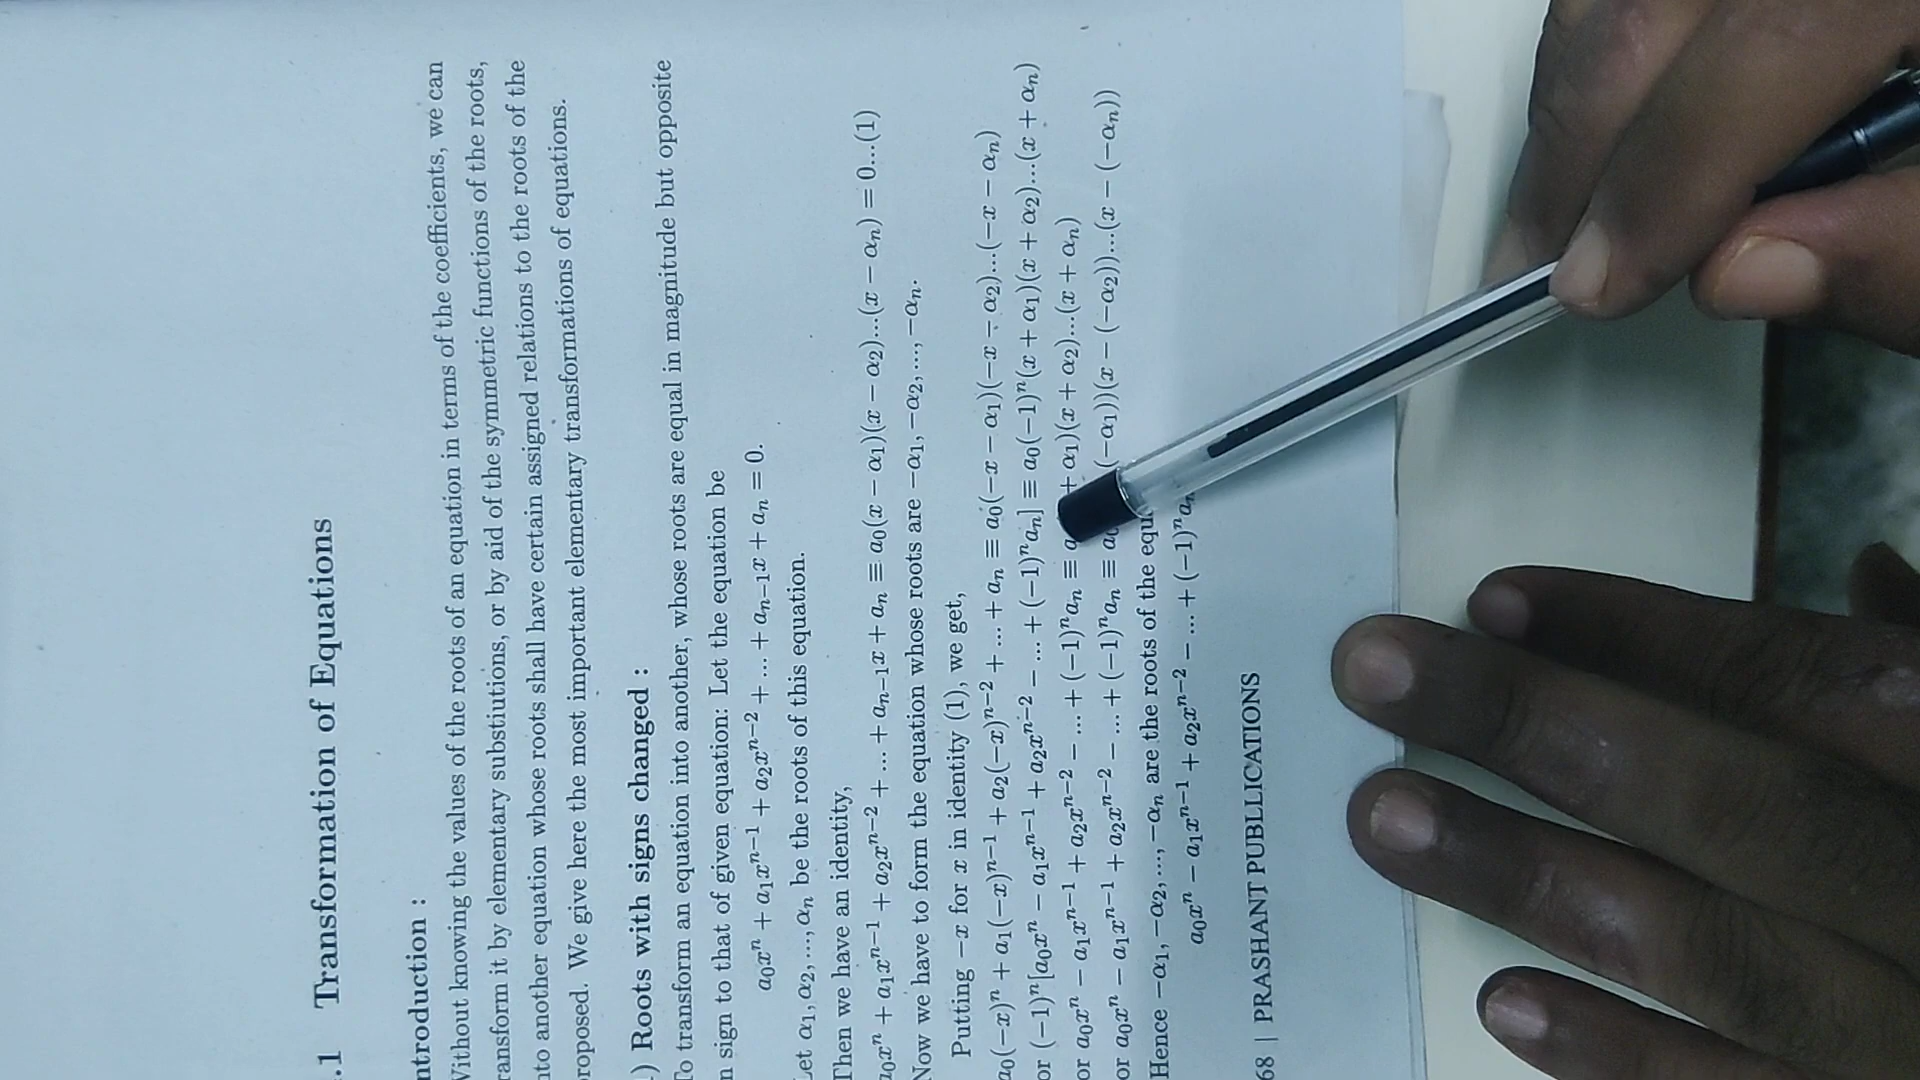 .1 Transformation of Equations
ntroduction :
Without knowing the values of the roots of an equation in terms of the coefficients, we can
ransform it by elementary substiutions, or by aid of the symmetric functions of the roots,
nto another equation whose roots shall have certain assigned relations to the roots of the
roposed. We give here the most important elementary transformations of equations.
) Roots with signs changed :
To transform an equation into another, whose roots are equal in magnitude but opposite
n sign to that of given equation: Let the equation be
a₀xⁿ + a₁xⁿ⁻¹ + a₂xⁿ⁻² + ... + aₙ₋₁x + aₙ = 0.
Let α₁, α₂, ..., αₙ be the roots of this equation.
Then we have an identity,
a₀xⁿ + a₁xⁿ⁻¹ + a₂xⁿ⁻² + ... + aₙ₋₁x + aₙ ≡ a₀(x − α₁)(x − α₂)...(x − αₙ) = 0...(1)
Now we have to form the equation whose roots are −α₁, −α₂, ..., −αₙ.
Putting −x for x in identity (1), we get,
a₀(−x)ⁿ + a₁(−x)ⁿ⁻¹ + a₂(−x)ⁿ⁻² + ... + aₙ ≡ a₀(−x − α₁)(−x − α₂)...(−x − αₙ)
or (−1)ⁿ[a₀xⁿ − a₁xⁿ⁻¹ + a₂xⁿ⁻² − ... + (−1)ⁿaₙ] ≡ a₀(−1)ⁿ(x + α₁)(x + α₂)...(x + αₙ)
or a₀xⁿ − a₁xⁿ⁻¹ + a₂xⁿ⁻² − ... + (−1)ⁿaₙ ≡ a + α₁)(x + α₂)...(x + αₙ)
or a₀xⁿ − a₁xⁿ⁻¹ + a₂xⁿ⁻² − ... + (−1)ⁿaₙ ≡ a₀ (−α₁))(x − (−α₂))...(x − (−αₙ))
Hence −α₁, −α₂, ..., −αₙ are the roots of the equ
a₀xⁿ − a₁xⁿ⁻¹ + a₂xⁿ⁻² − ... + (−1)ⁿaₙ
68 | PRASHANT PUBLLICATIONS